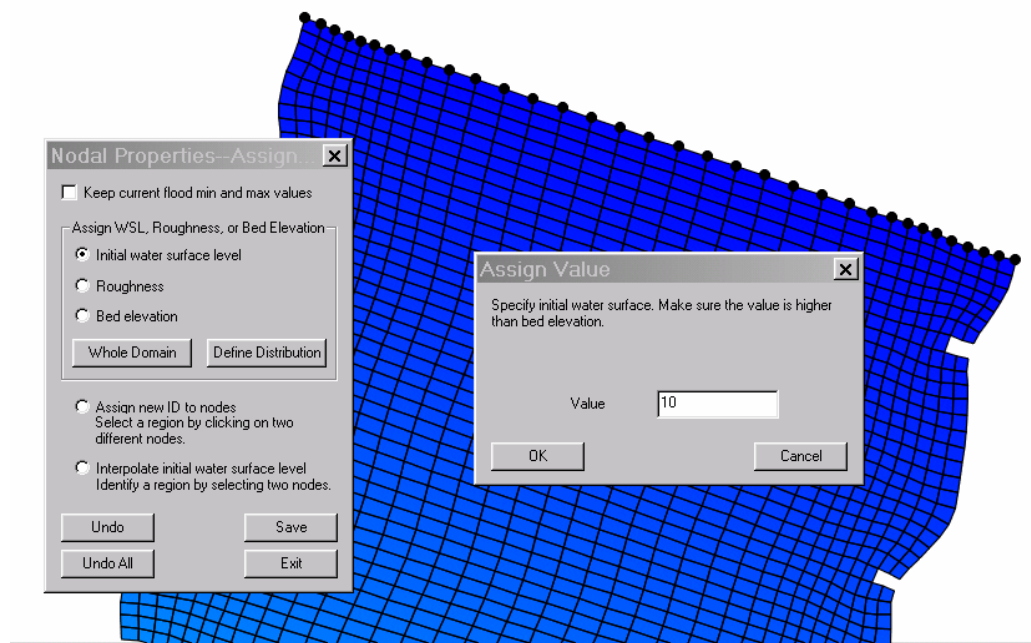 Nodal Properties--Assign...
Keep current flood min and max values
Assign WSL, Roughness, or Bed Elevation
Initial water surface level
Roughness
Bed elevation
Whole Domain
Define Distribution
Assign new ID to nodes
Select a region by clicking on two
different nodes.
Interpolate initial water surface level
Identify a region by selecting two nodes.
Undo
Save
Undo All
Exit
Assign Value
Specify initial water surface. Make sure the value is higher
than bed elevation.
Value
10
OK
Cancel